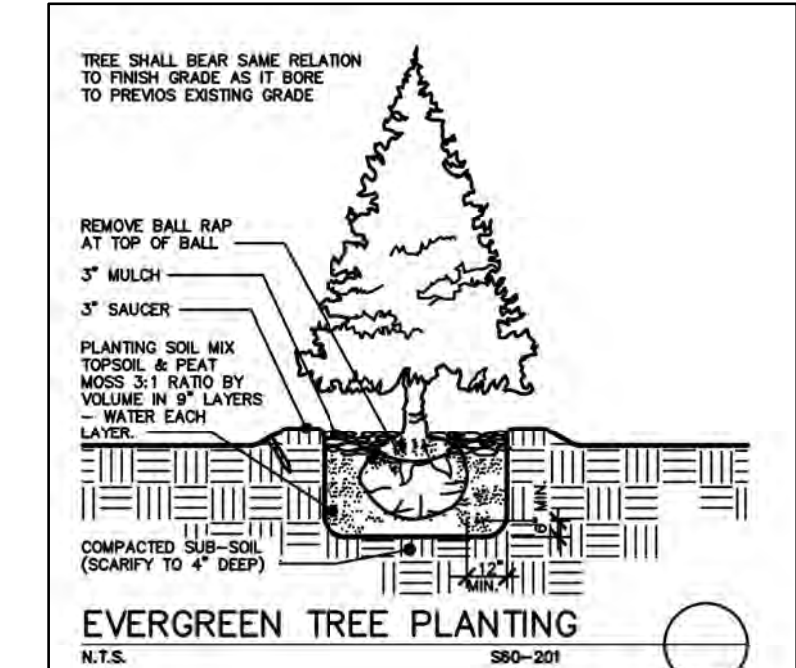 TREE SHALL BEAR SAME RELATION
TO FINISH GRADE AS IT BORE
TO PREVIOS EXISTING GRADE
REMOVE BALL RAP
AT TOP OF BALL
3" MULCH
3" SAUCER
PLANTING SOIL MIX
TOPSOIL & PEAT
MOSS 3:1 RATIO BY
VOLUME IN 9" LAYERS
– WATER EACH
LAYER.
6" MIN.
COMPACTED SUB-SOIL
(SCARIFY TO 4" DEEP)
12"
MIN.
EVERGREEN TREE PLANTING
N.T.S.
S60-201